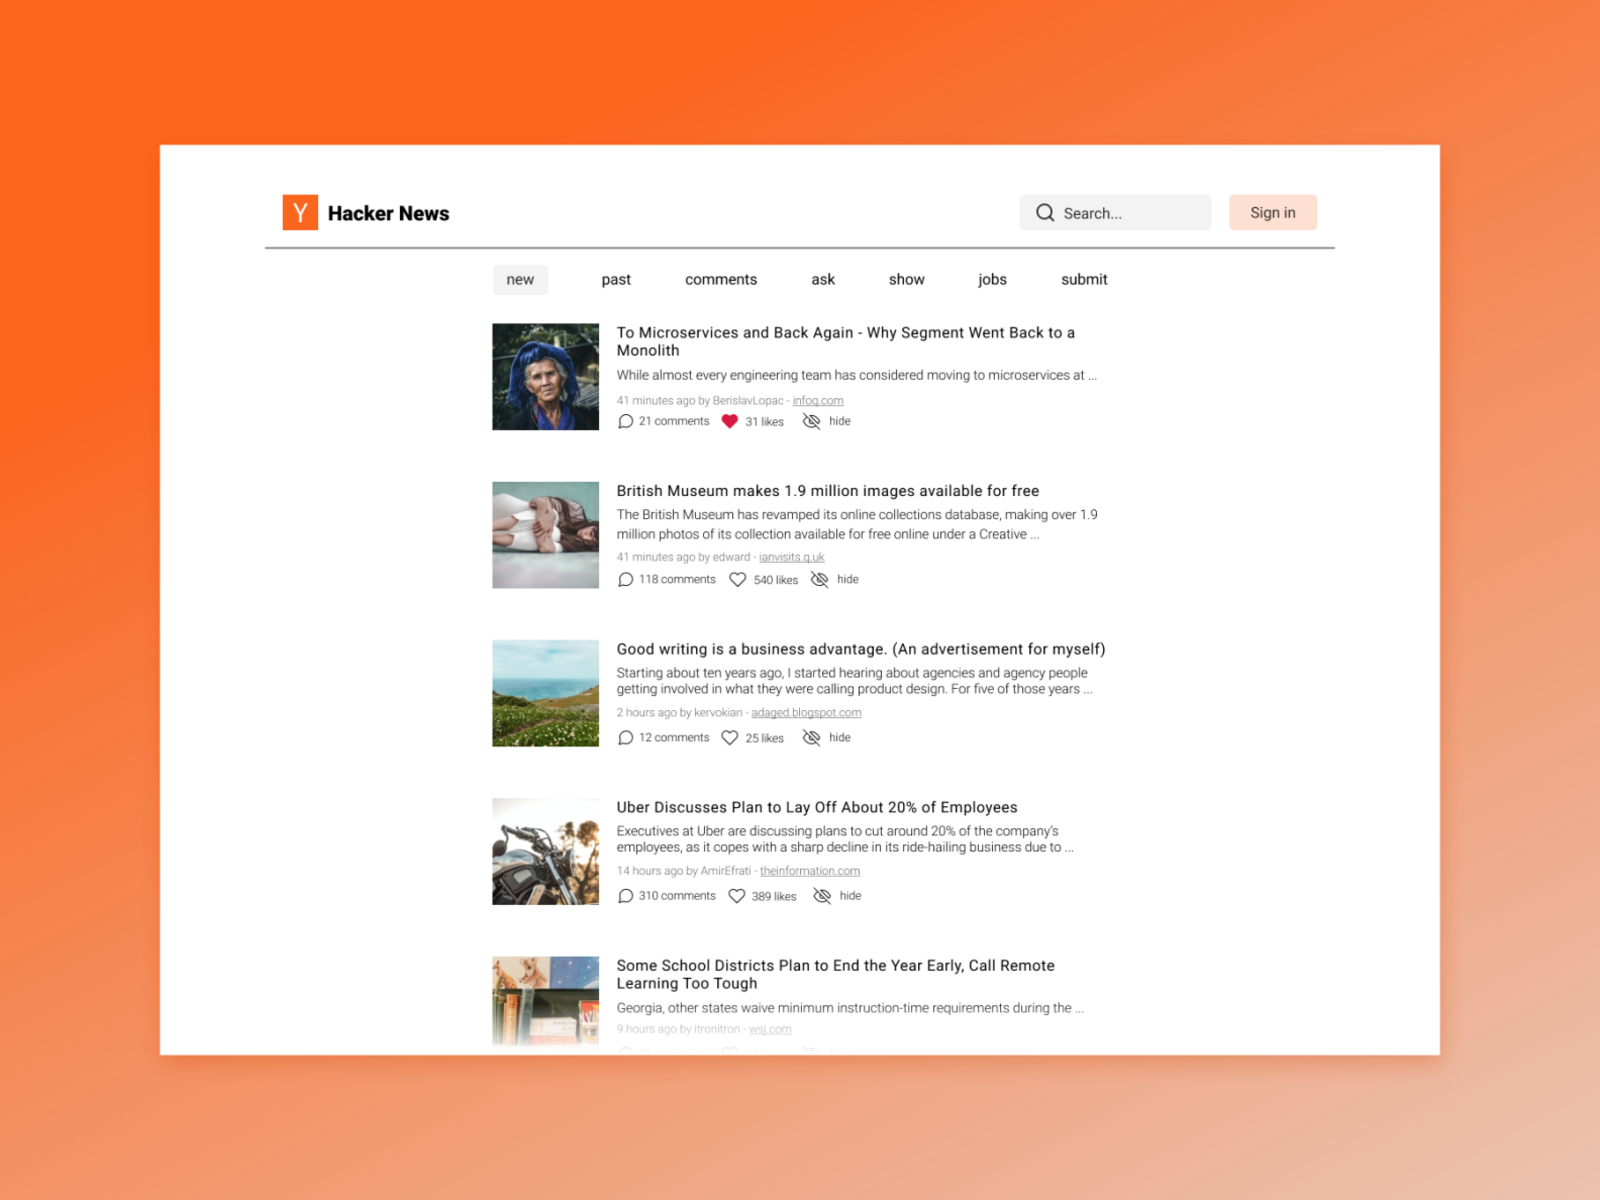 Y Hacker News
Search...
Sign in
new past comments ask show jobs submit
To Microservices and Back Again - Why Segment Went Back to a
Monolith
While almost every engineering team has considered moving to microservices at ...
41 minutes ago by BerislavLopac - infoq.com
21 comments 31 likes hide
British Museum makes 1.9 million images available for free
The British Museum has revamped its online collections database, making over 1.9
million photos of its collection available for free online under a Creative ...
41 minutes ago by edward - ianvisits.q.uk
118 comments 540 likes hide
Good writing is a business advantage. (An advertisement for myself)
Starting about ten years ago, I started hearing about agencies and agency people
getting involved in what they were calling product design. For five of those years ...
2 hours ago by kervokian - adaged.blogspot.com
12 comments 25 likes hide
Uber Discusses Plan to Lay Off About 20% of Employees
Executives at Uber are discussing plans to cut around 20% of the company's
employees, as it copes with a sharp decline in its ride-hailing business due to ...
14 hours ago by AmirEfrati - theinformation.com
310 comments 389 likes hide
Some School Districts Plan to End the Year Early, Call Remote
Learning Too Tough
Georgia, other states waive minimum instruction-time requirements during the ...
9 hours ago by itronitron - wsj.com